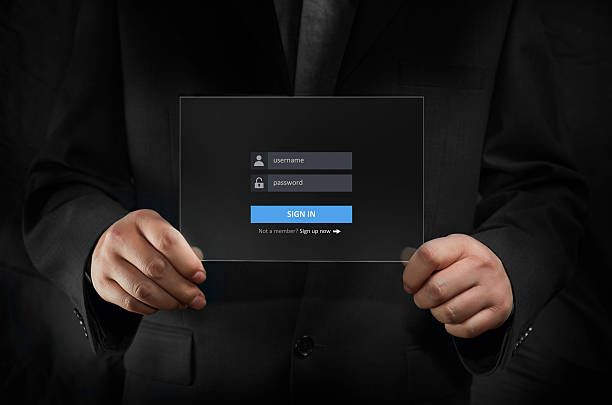 username
password
SIGN IN
Not a member? Sign up now